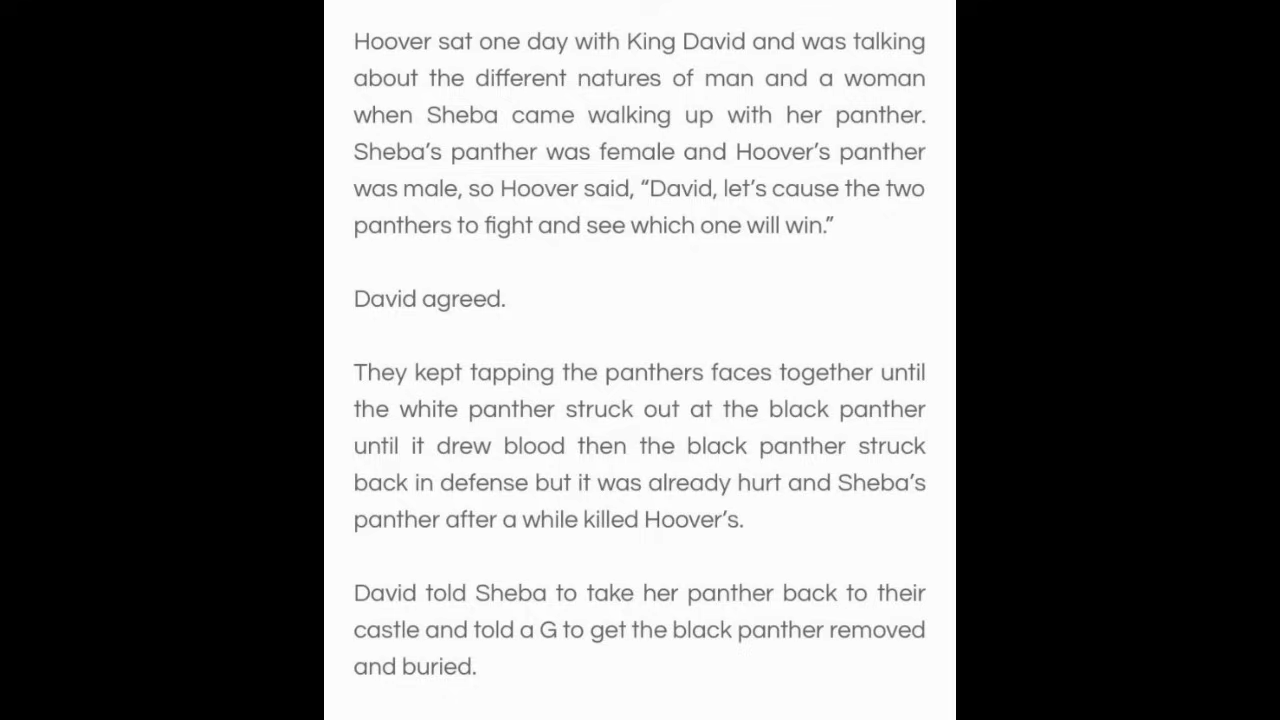 Hoover sat one day with King David and was talking
about the different natures of man and a woman
when Sheba came walking up with her panther.
Sheba’s panther was female and Hoover’s panther
was male, so Hoover said, “David, let’s cause the two
panthers to fight and see which one will win.”
David agreed.
They kept tapping the panthers faces together until
the white panther struck out at the black panther
until it drew blood then the black panther struck
back in defense but it was already hurt and Sheba’s
panther after a while killed Hoover’s.
David told Sheba to take her panther back to their
castle and told a G to get the black panther removed
and buried.